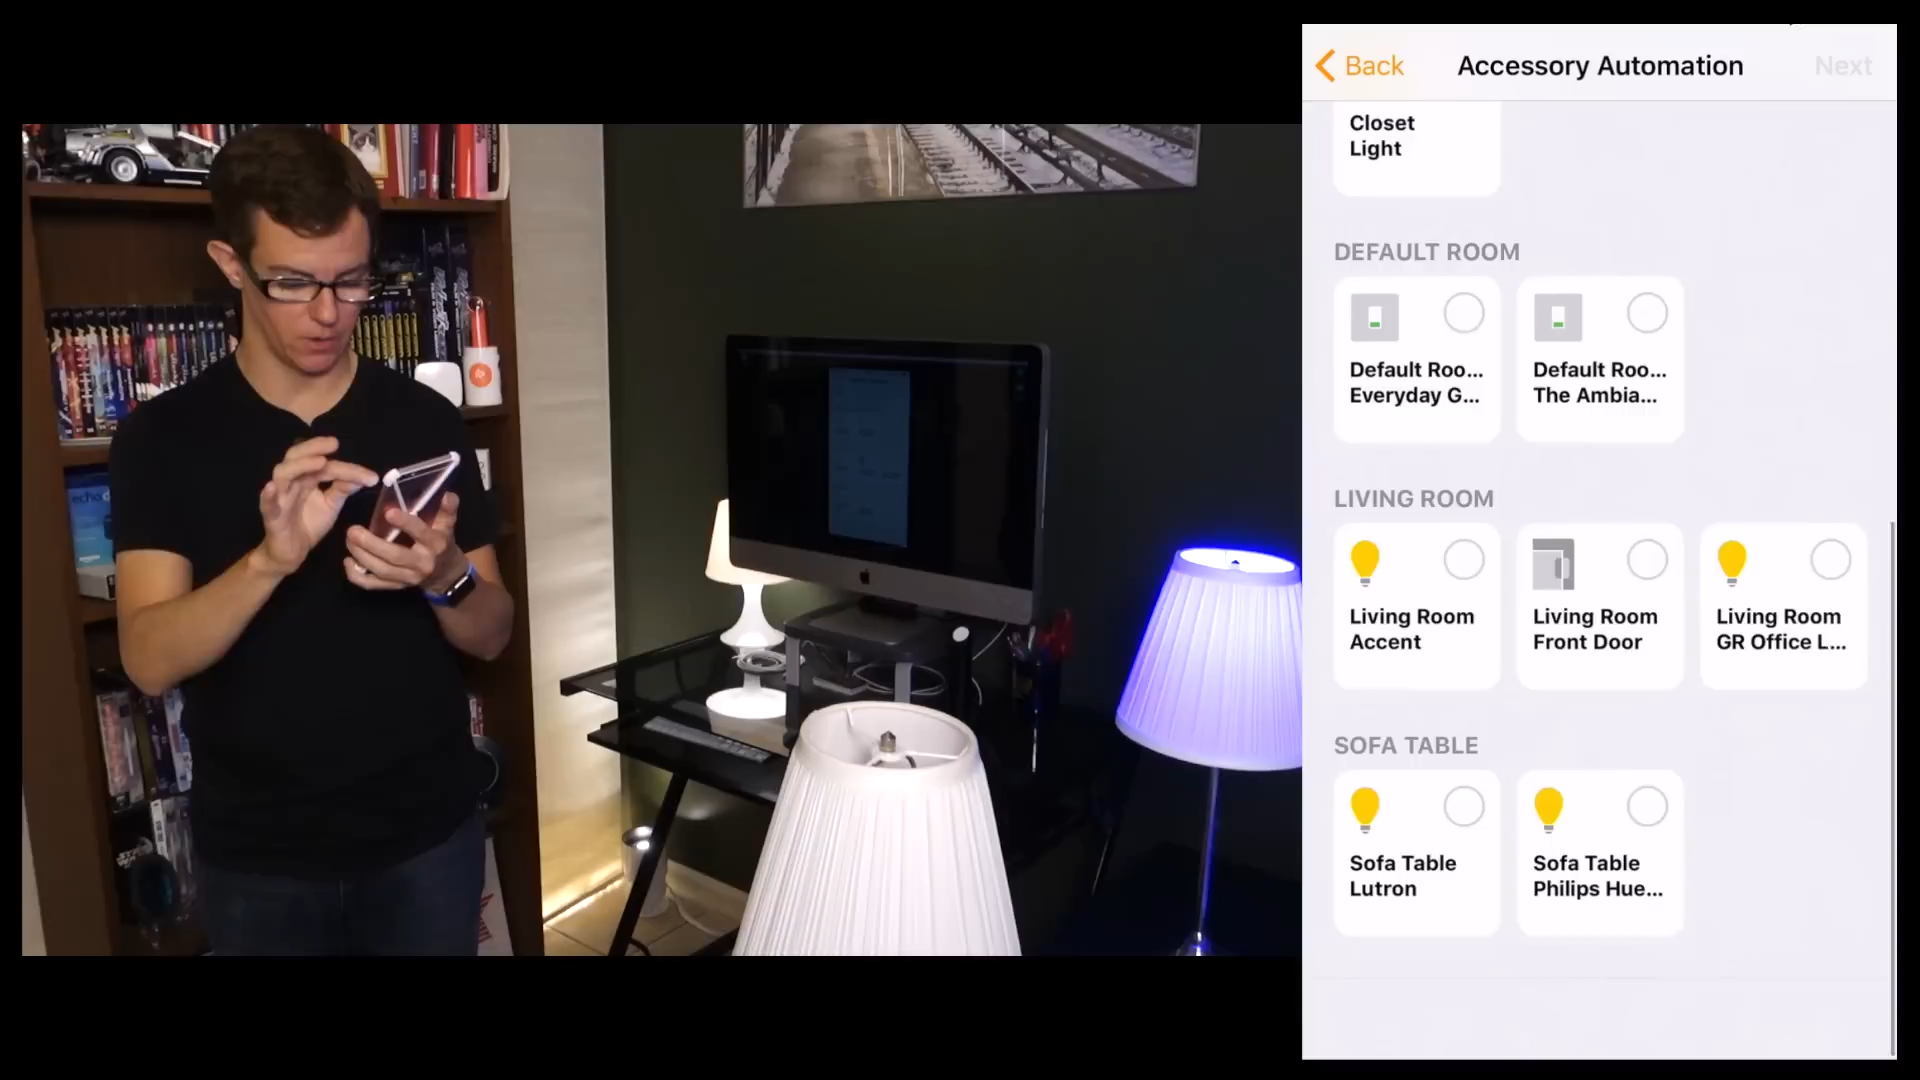 Back
Accessory Automation
Next
Closet
Light
DEFAULT ROOM
Default Roo...
Everyday G...
Default Roo...
The Ambia...
LIVING ROOM
Living Room
Accent
Living Room
Front Door
Living Room
GR Office L...
SOFA TABLE
Sofa Table
Lutron
Sofa Table
Philips Hue...
echo